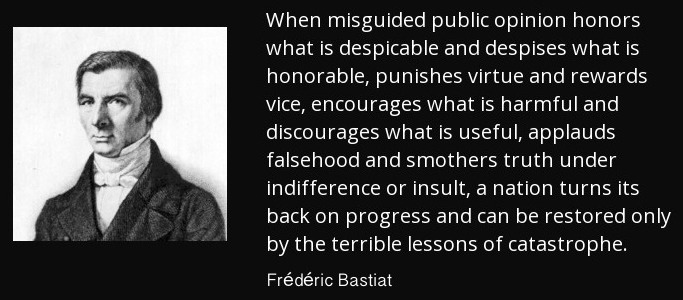 When misguided public opinion honors
what is despicable and despises what is
honorable, punishes virtue and rewards
vice, encourages what is harmful and
discourages what is useful, applauds
falsehood and smothers truth under
indifference or insult, a nation turns its
back on progress and can be restored only
by the terrible lessons of catastrophe.
Frédéric Bastiat